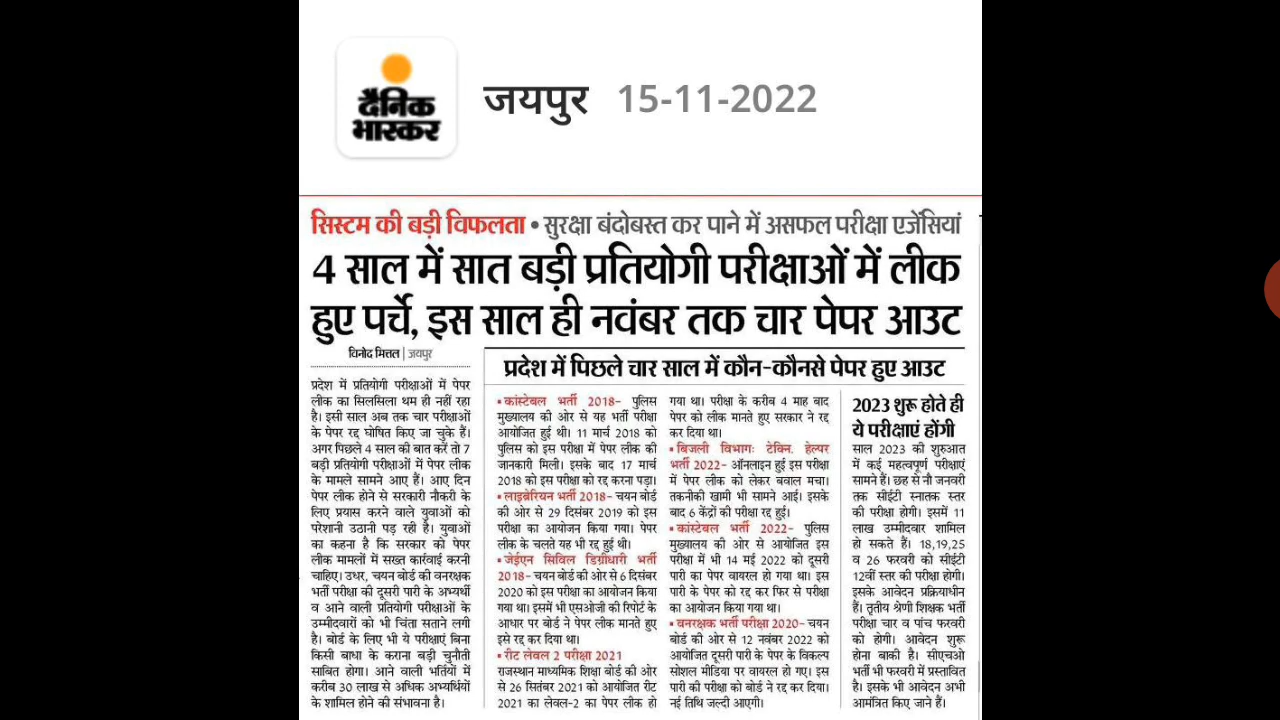 दैनिक
भास्कर
जयपुर 15-11-2022
सिस्टम की बड़ी विफलता • सुरक्षा बंदोबस्त कर पाने में असफल परीक्षा एजेंसियां
4 साल में सात बड़ी प्रतियोगी परीक्षाओं में लीक
हुए पर्चे, इस साल ही नवंबर तक चार पेपर आउट
विनोद मित्तल | जयपुर
प्रदेश में प्रतियोगी परीक्षाओं में पेपर
लीक का सिलसिला थम ही नहीं रहा
है। इसी साल अब तक चार परीक्षाओं
के पेपर रद्द घोषित किए जा चुके हैं।
अगर पिछले 4 साल की बात करें तो 7
बड़ी प्रतियोगी परीक्षाओं में पेपर लीक
के मामले सामने आए हैं। आए दिन
पेपर लीक होने से सरकारी नौकरी के
लिए प्रयास करने वाले युवाओं को
परेशानी उठानी पड़ रही है। युवाओं
का कहना है कि सरकार को पेपर
लीक मामलों में सख्त कार्रवाई करनी
चाहिए। उधर, चयन बोर्ड की वनरक्षक
भर्ती परीक्षा की दूसरी पारी के अभ्यर्थी
व आने वाली प्रतियोगी परीक्षाओं के
उम्मीदवारों को भी चिंता सताने लगी
है। बोर्ड के लिए भी ये परीक्षाएं बिना
किसी बाधा के कराना बड़ी चुनौती
साबित होगा। आने वाली भर्तियों में
करीब 30 लाख से अधिक अभ्यर्थियों
के शामिल होने की संभावना है।
प्रदेश में पिछले चार साल में कौन-कौनसे पेपर हुए आउट
▪ कांस्टेबल भर्ती 2018- पुलिस
मुख्यालय की ओर से यह भर्ती परीक्षा
आयोजित हुई थी। 11 मार्च 2018 को
पुलिस को इस परीक्षा में पेपर लीक की
जानकारी मिली। इसके बाद 17 मार्च
2018 को इस परीक्षा को रद्द करना पड़ा।
▪ लाइब्रेरियन भर्ती 2018- चयन बोर्ड
की ओर से 29 दिसंबर 2019 को इस
परीक्षा का आयोजन किया गया। पेपर
लीक के चलते यह भी रद्द हुई थी।
▪ जेईएन सिविल डिग्रीधारी भर्ती
2018- चयन बोर्ड की ओर से 6 दिसंबर
2020 को इस परीक्षा का आयोजन किया
गया था। इसमें भी एसओजी की रिपोर्ट के
आधार पर बोर्ड ने पेपर लीक मानते हुए
इसे रद्द कर दिया था।
▪ रीट लेवल 2 परीक्षा 2021
राजस्थान माध्यमिक शिक्षा बोर्ड की ओर
से 26 सितंबर 2021 को आयोजित रीट
2021 का लेवल-2 का पेपर लीक हो
गया था। परीक्षा के करीब 4 माह बाद
पेपर को लीक मानते हुए सरकार ने रद्द
कर दिया था।
▪ बिजली विभागः टेक्नि. हेल्पर
भर्ती 2022- ऑनलाइन हुई इस परीक्षा
में पेपर लीक को लेकर बवाल मचा।
तकनीकी खामी भी सामने आई। इसके
बाद 6 केंद्रों की परीक्षा रद्द हुई।
▪ कांस्टेबल भर्ती 2022- पुलिस
मुख्यालय की ओर से आयोजित इस
परीक्षा में भी 14 मई 2022 को दूसरी
पारी का पेपर वायरल हो गया था। इस
पारी के पेपर को रद्द कर फिर से परीक्षा
का आयोजन किया गया था।
▪ वनरक्षक भर्ती परीक्षा 2020- चयन
बोर्ड की ओर से 12 नवंबर 2022 को
आयोजित दूसरी पारी के पेपर के विकल्प
सोशल मीडिया पर वायरल हो गए। इस
पारी की परीक्षा को बोर्ड ने रद्द कर दिया।
नई तिथि जल्दी आएगी।
2023 शुरू होते ही
ये परीक्षाएं होंगी
साल 2023 की शुरुआत
में कई महत्वपूर्ण परीक्षाएं
सामने हैं। छह से नौ जनवरी
तक सीईटी स्नातक स्तर
की परीक्षा होगी। इसमें 11
लाख उम्मीदवार शामिल
हो सकते हैं। 18,19,25
व 26 फरवरी को सीईटी
12वीं स्तर की परीक्षा होगी।
इसके आवेदन प्रक्रियाधीन
हैं। तृतीय श्रेणी शिक्षक भर्ती
परीक्षा चार व पांच फरवरी
को होगी। आवेदन शुरू
होना बाकी है। सीएचओ
भर्ती भी फरवरी में प्रस्तावित
है। इसके भी आवेदन अभी
आमंत्रित किए जाने हैं।